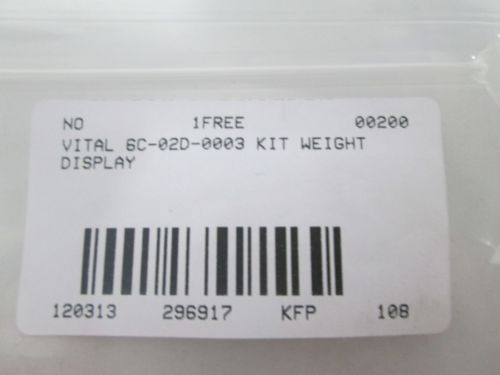 NO 1FREE 00200
VITAL 6C-02D-0003 KIT WEIGHT
DISPLAY
120313 296917 KFP 108